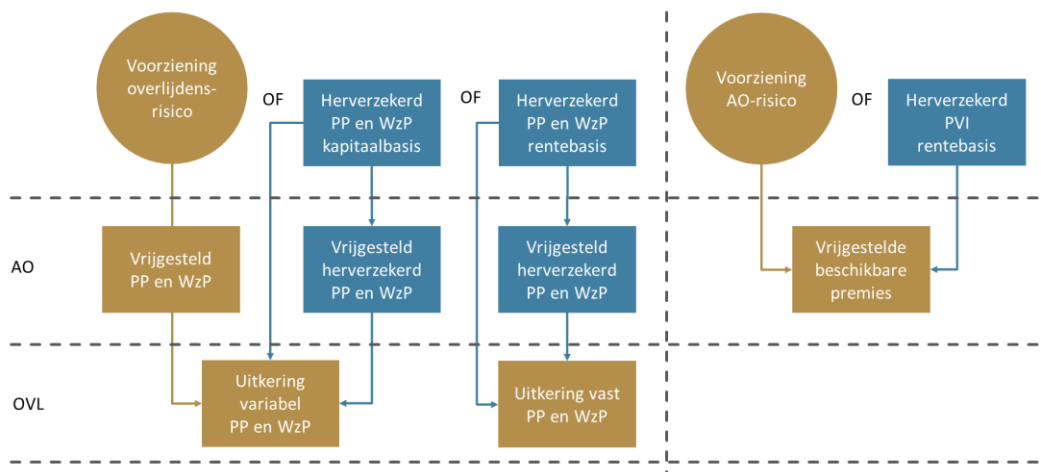 Voorziening
overlijdens-
risico
OF
Herverzekerd
PP en WzP
kapitaalbasis
OF
Herverzekerd
PP en WzP
rentebasis
Voorziening
AO-risico
OF
Herverzekerd
PVI
rentebasis
AO
Vrijgesteld
PP en WzP
Vrijgesteld
herverzekerd
PP en WzP
Vrijgesteld
herverzekerd
PP en WzP
Vrijgestelde
beschikbare
premies
OVL
Uitkering
variabel
PP en WzP
Uitkering vast
PP en WzP